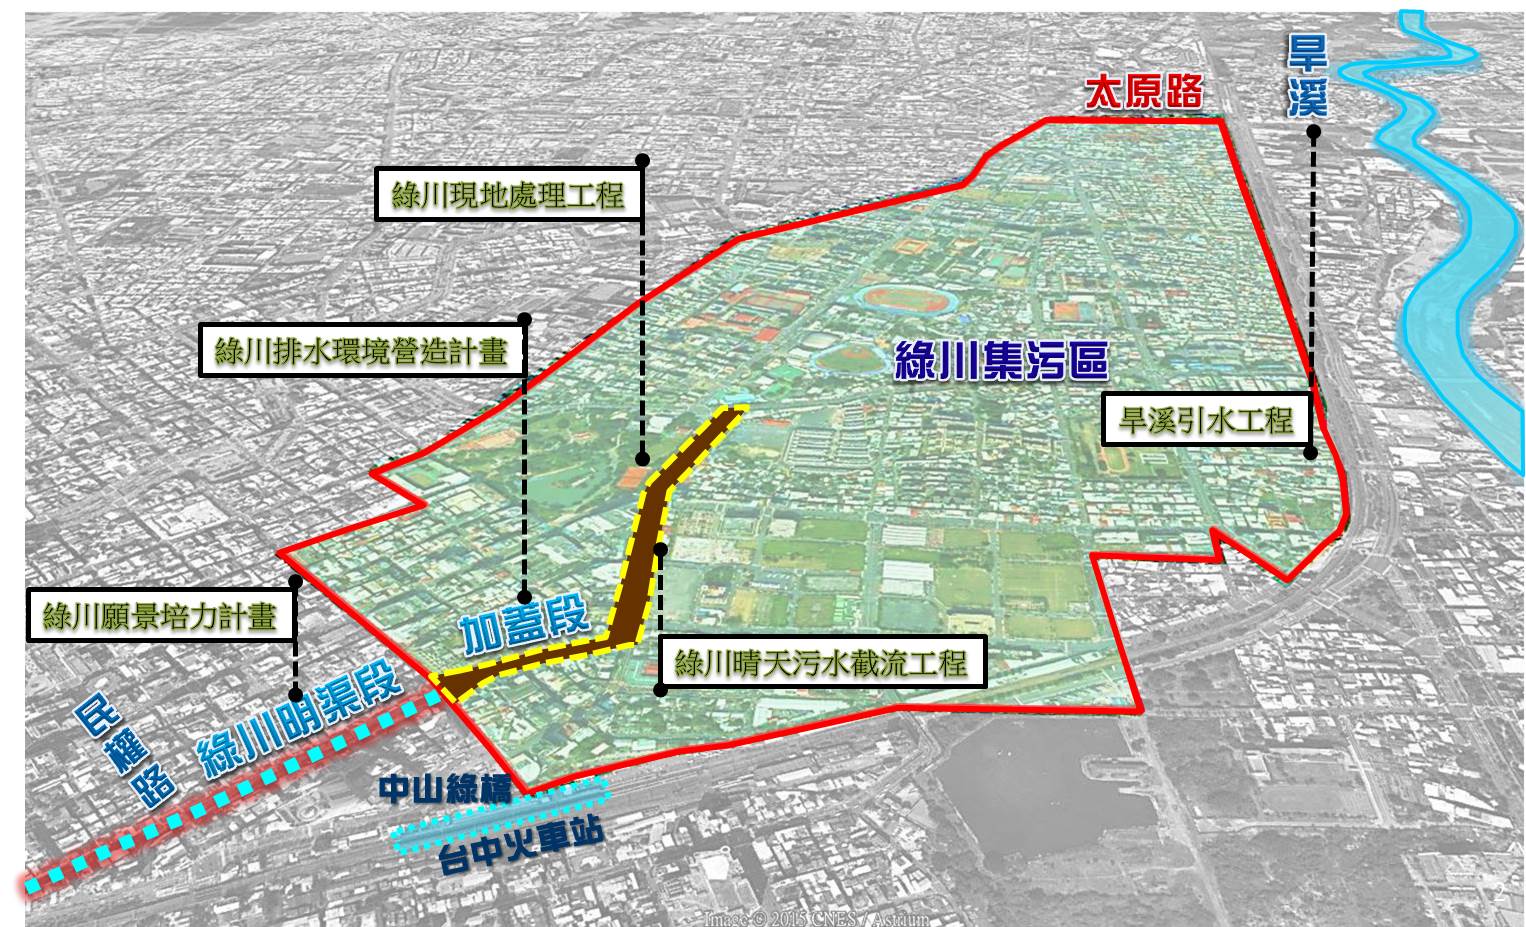 旱溪
太原路
綠川現地處理工程
綠川排水環境營造計畫
綠川集污區
旱溪引水工程
綠川願景培力計畫
加蓋段
綠川晴天污水截流工程
綠川明渠段
民權路
中山綠橋
台中火車站
2
Image © 2015 CNES / Astrium